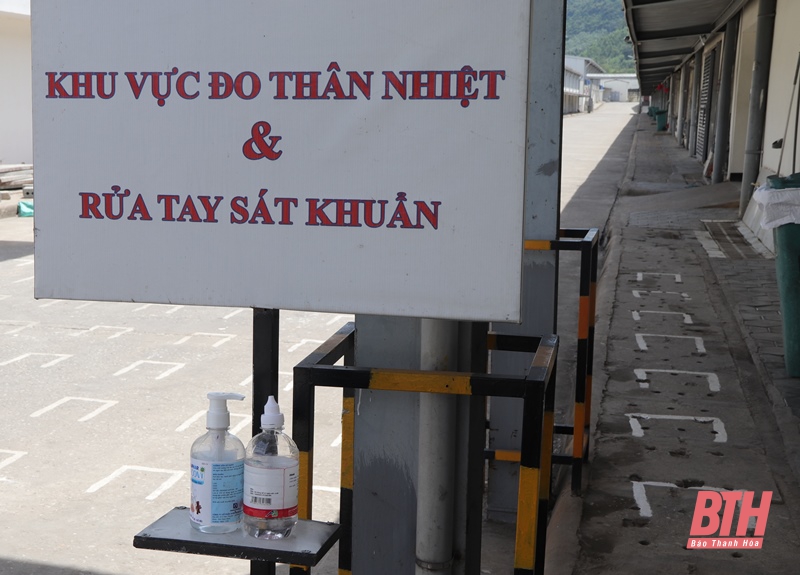 KHU VỰC ĐO THÂN NHIỆT
&
RỬA TAY SÁT KHUẨN
BTH
Báo Thanh Hóa